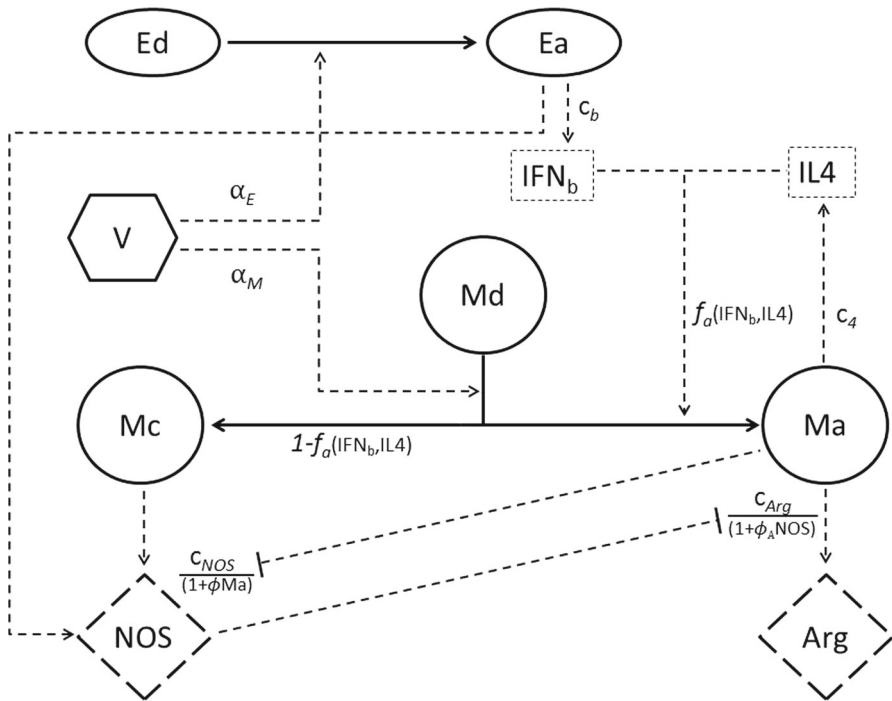 Ed
Ea
c_b
IFN_b
IL4
α_E
V
α_M
Md
f_a(IFN_b,IL4)
c_4
Mc
Ma
1-f_a(IFN_b,IL4)
c_Arg
(1+ϕ_A NOS)
c_NOS
(1+ϕMa)
NOS
Arg